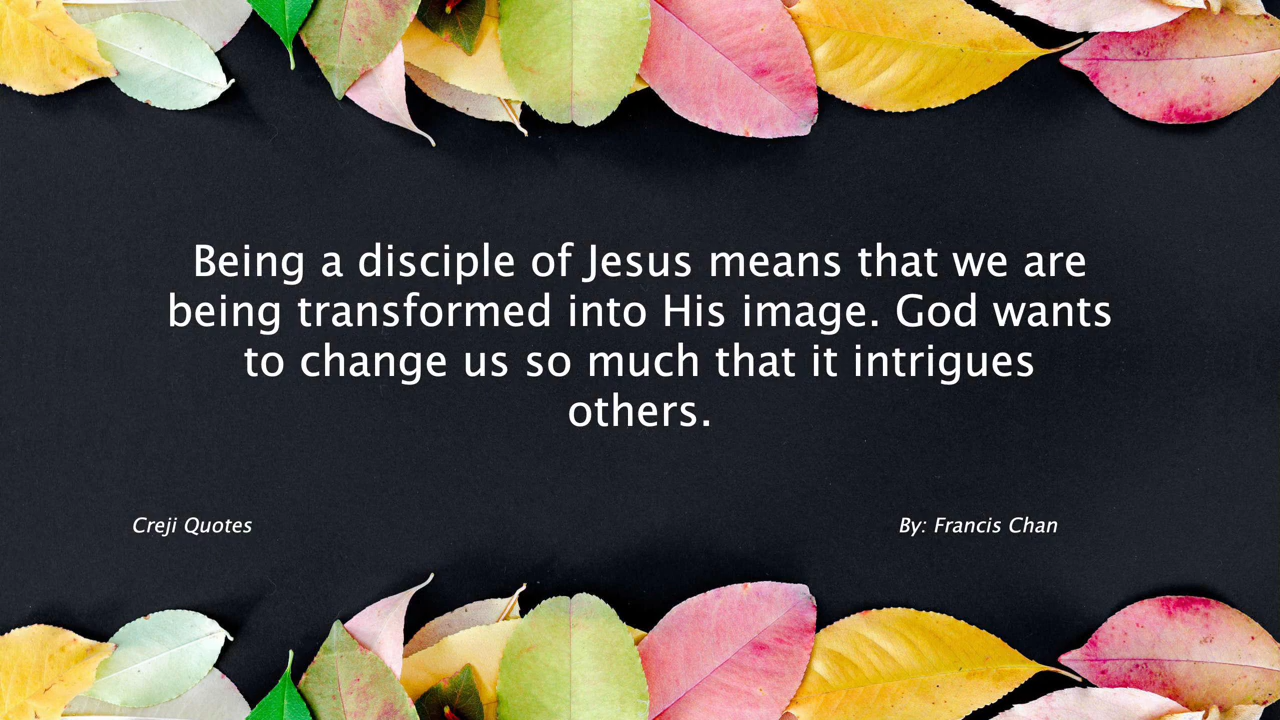 Being a disciple of Jesus means that we are
being transformed into His image. God wants
to change us so much that it intrigues
others.
Creji Quotes
By: Francis Chan